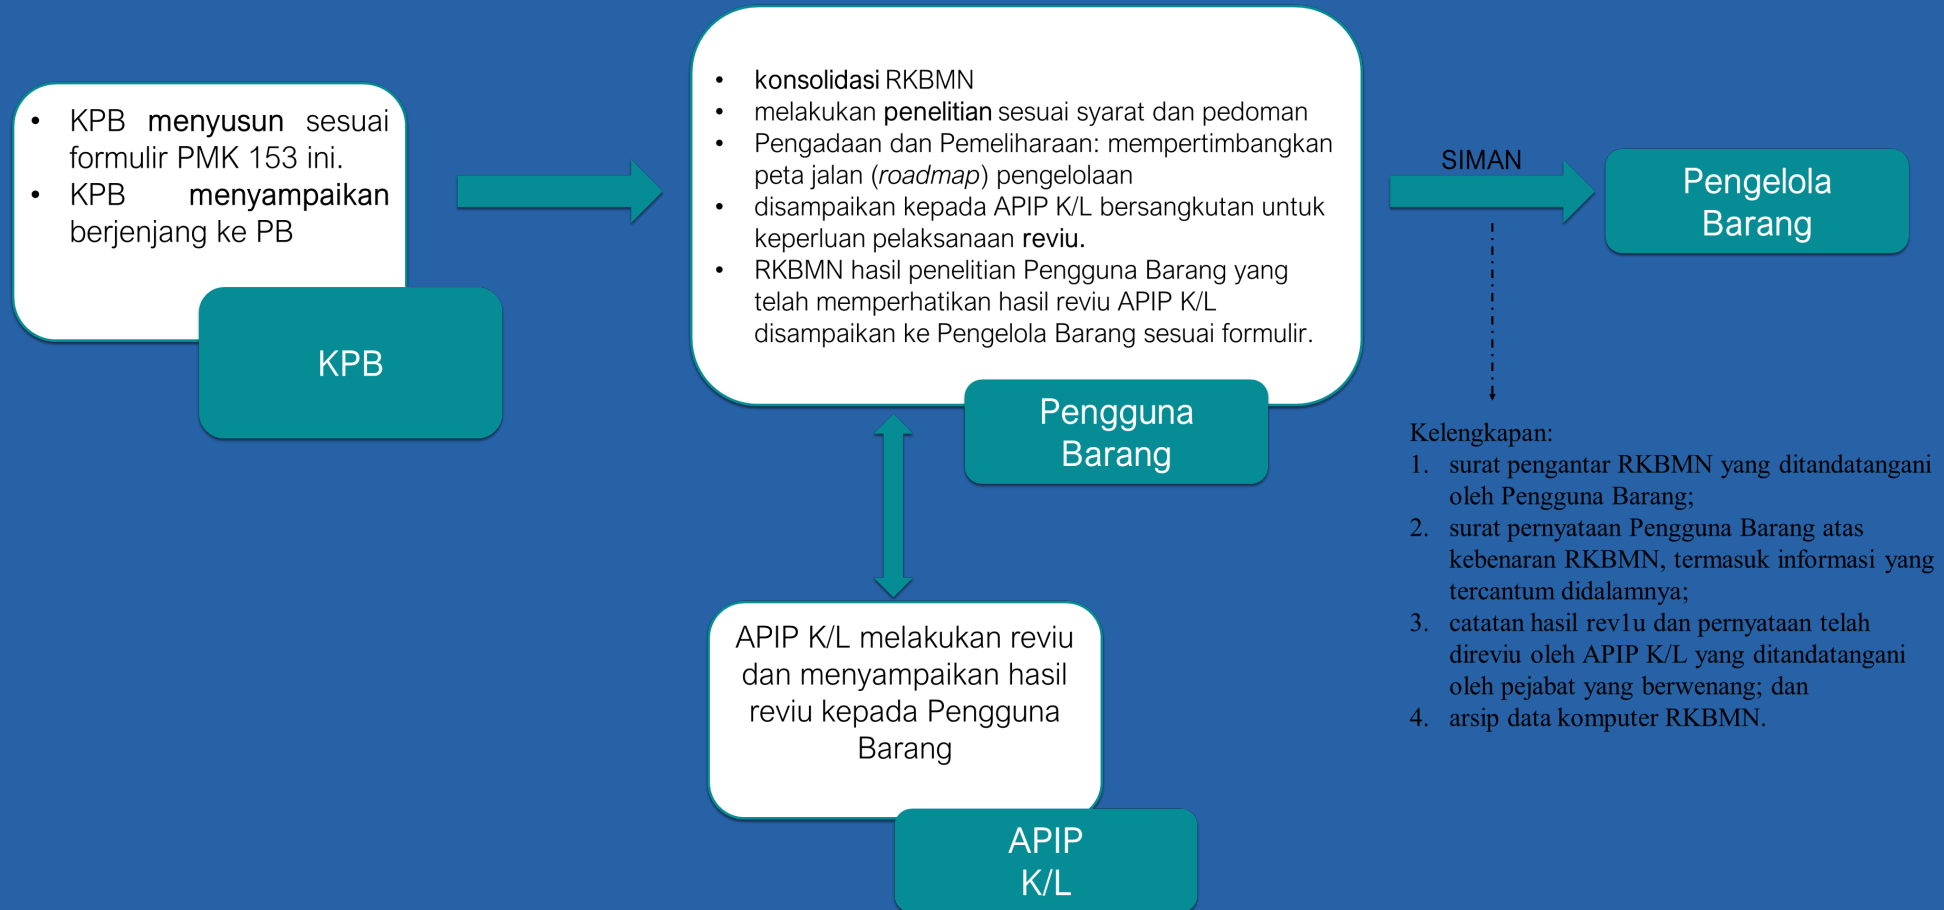 • KPB menyusun sesuai
formulir PMK 153 ini.
• KPB menyampaikan
berjenjang ke PB
KPB
• konsolidasi RKBMN
• melakukan penelitian sesuai syarat dan pedoman
• Pengadaan dan Pemeliharaan: mempertimbangkan
peta jalan (roadmap) pengelolaan
• disampaikan kepada APIP K/L bersangkutan untuk
keperluan pelaksanaan reviu.
• RKBMN hasil penelitian Pengguna Barang yang
telah memperhatikan hasil reviu APIP K/L
disampaikan ke Pengelola Barang sesuai formulir.
Pengguna
Barang
APIP K/L melakukan reviu
dan menyampaikan hasil
reviu kepada Pengguna
Barang
APIP
K/L
SIMAN
Pengelola
Barang
Kelengkapan:
1. surat pengantar RKBMN yang ditandatangani
oleh Pengguna Barang;
2. surat pernyataan Pengguna Barang atas
kebenaran RKBMN, termasuk informasi yang
tercantum didalamnya;
3. catatan hasil rev1u dan pernyataan telah
direviu oleh APIP K/L yang ditandatangani
oleh pejabat yang berwenang; dan
4. arsip data komputer RKBMN.